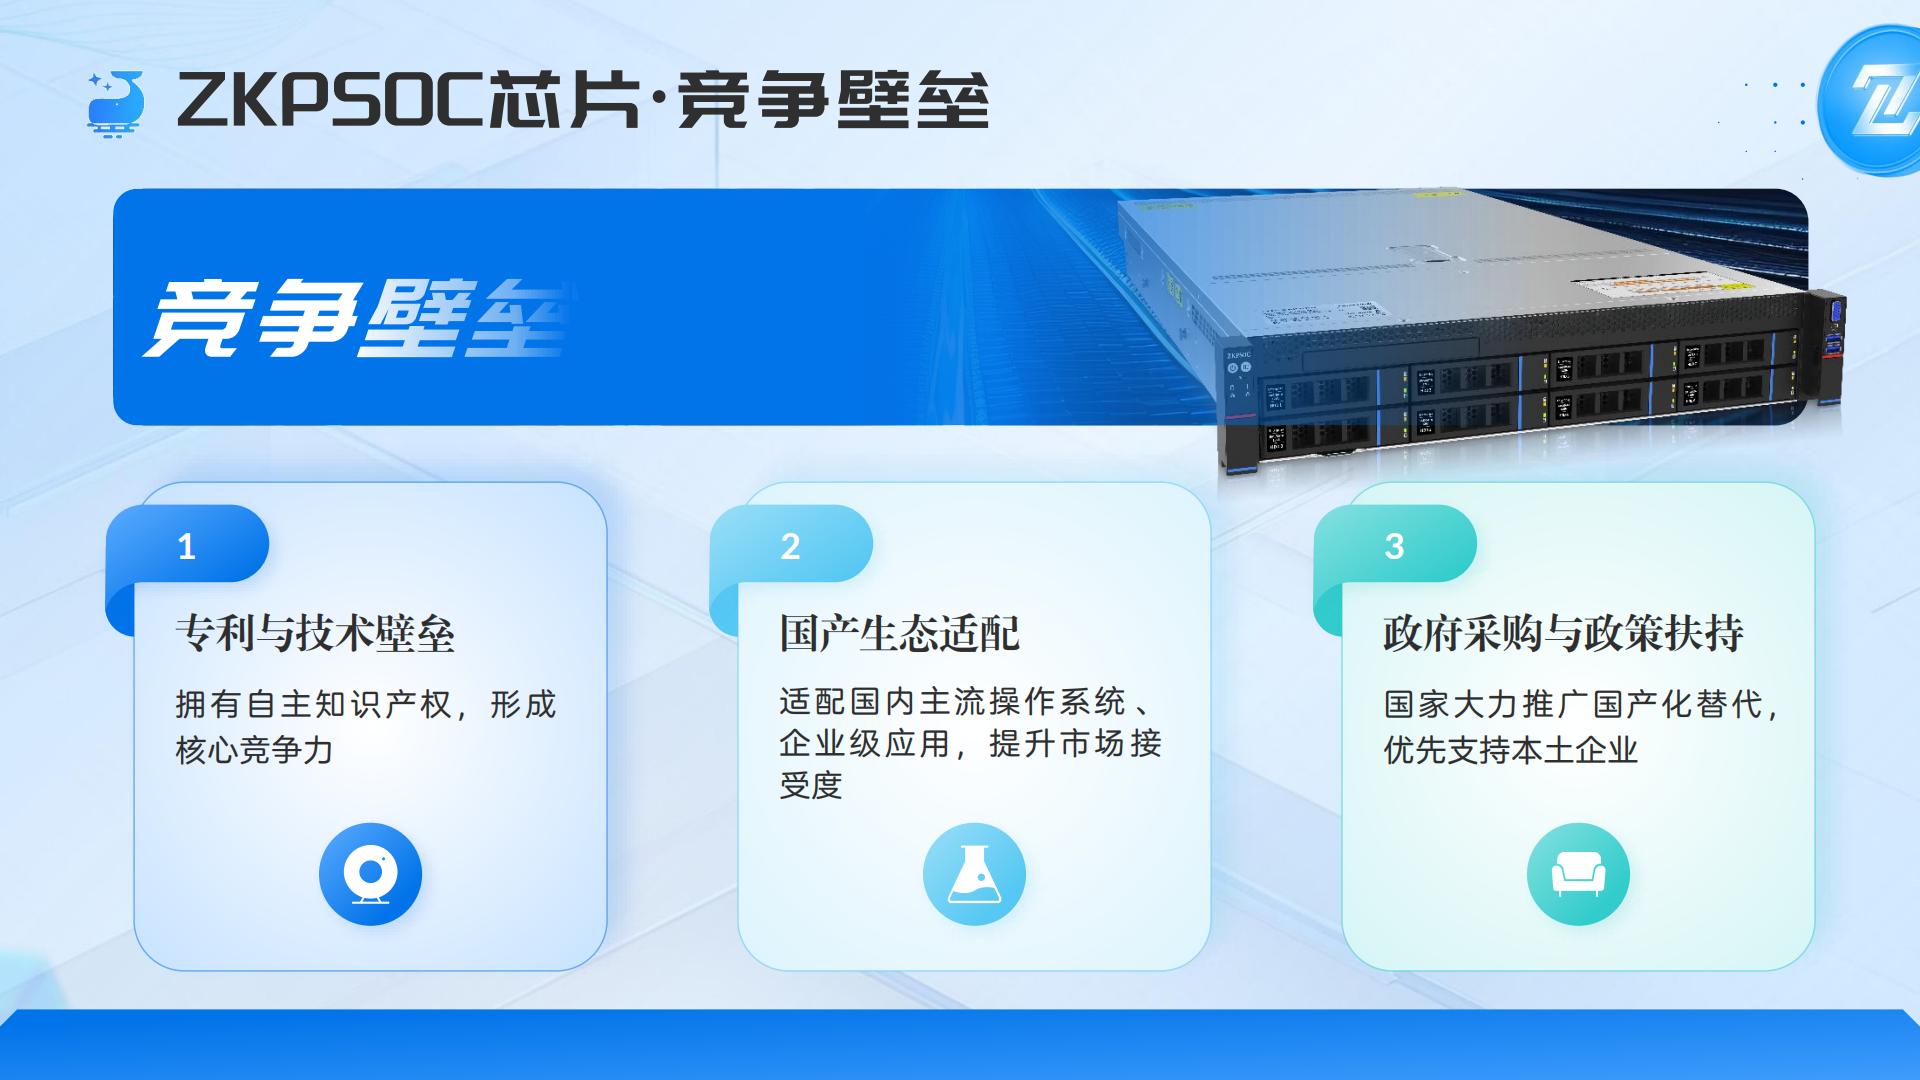 ZKPSOC芯片·竞争壁垒
竞争壁垒
ZKPSOC
1
专利与技术壁垒
拥有自主知识产权，形成
核心竞争力
2
国产生态适配
适配国内主流操作系统、
企业级应用，提升市场接
受度
3
政府采购与政策扶持
国家大力推广国产化替代，
优先支持本土企业